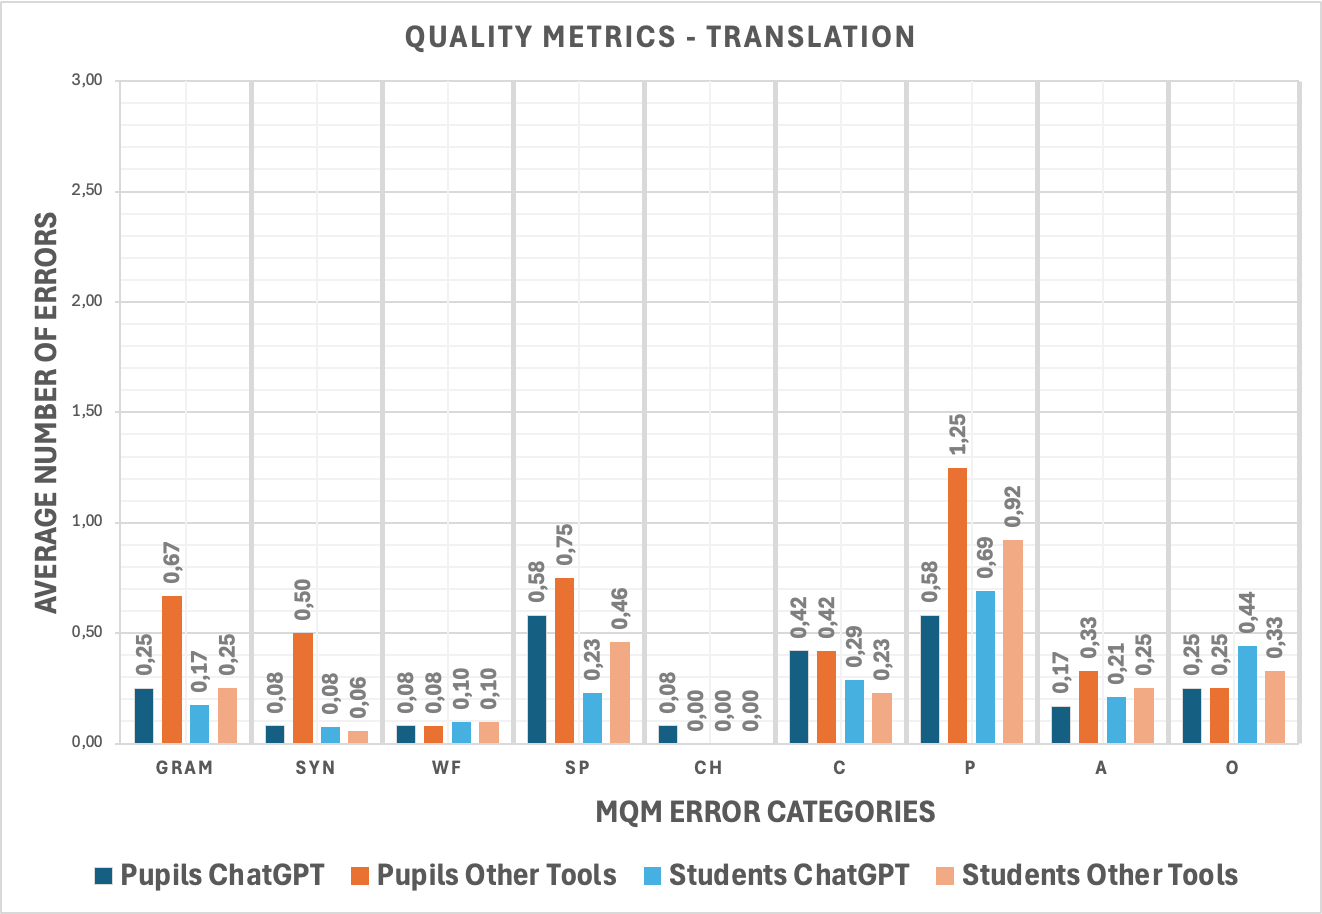 QUALITY METRICS - TRANSLATION
AVERAGE NUMBER OF ERRORS
3,00
2,50
2,00
1,50
1,00
0,50
0,00
0,25 0,67 0,17 0,25
0,08 0,50 0,08 0,06
0,08 0,08 0,10 0,10
0,58 0,75 0,23 0,46
0,08 0,00 0,00 0,00
0,42 0,42 0,29 0,23
0,58 1,25 0,69 0,92
0,17 0,33 0,21 0,25
0,25 0,25 0,44 0,33
GRAM SYN WF SP CH C P A O
MQM ERROR CATEGORIES
Pupils ChatGPT Pupils Other Tools Students ChatGPT Students Other Tools